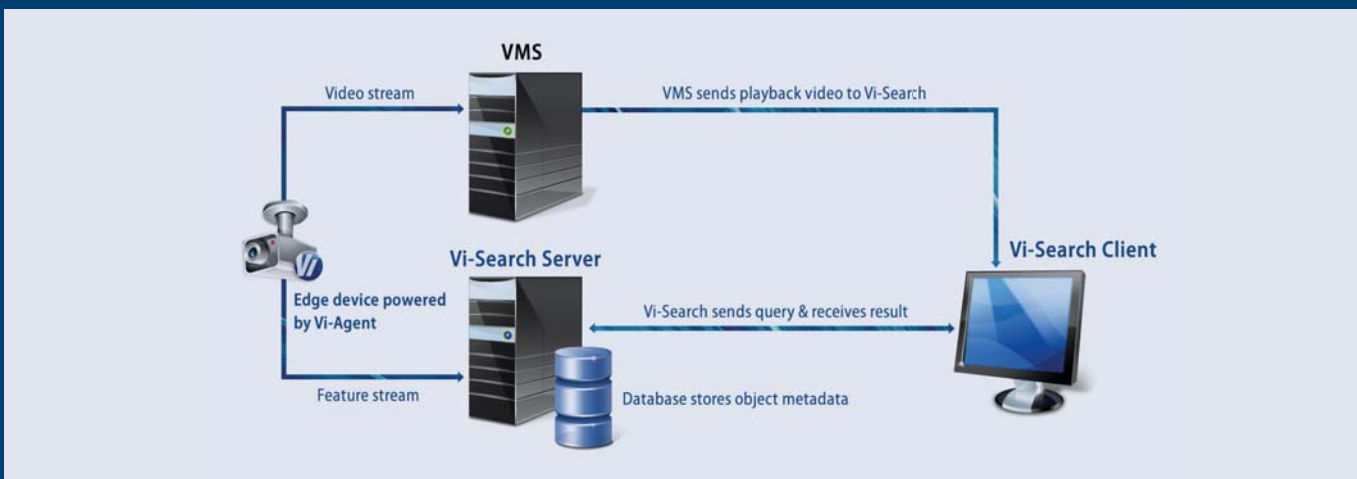 VMS
Video stream
VMS sends playback video to Vi-Search
Vi-Search Client
Vi-Search Server
Vi
Edge device powered
by Vi-Agent
Vi-Search sends query & receives result
Feature stream
Database stores object metadata